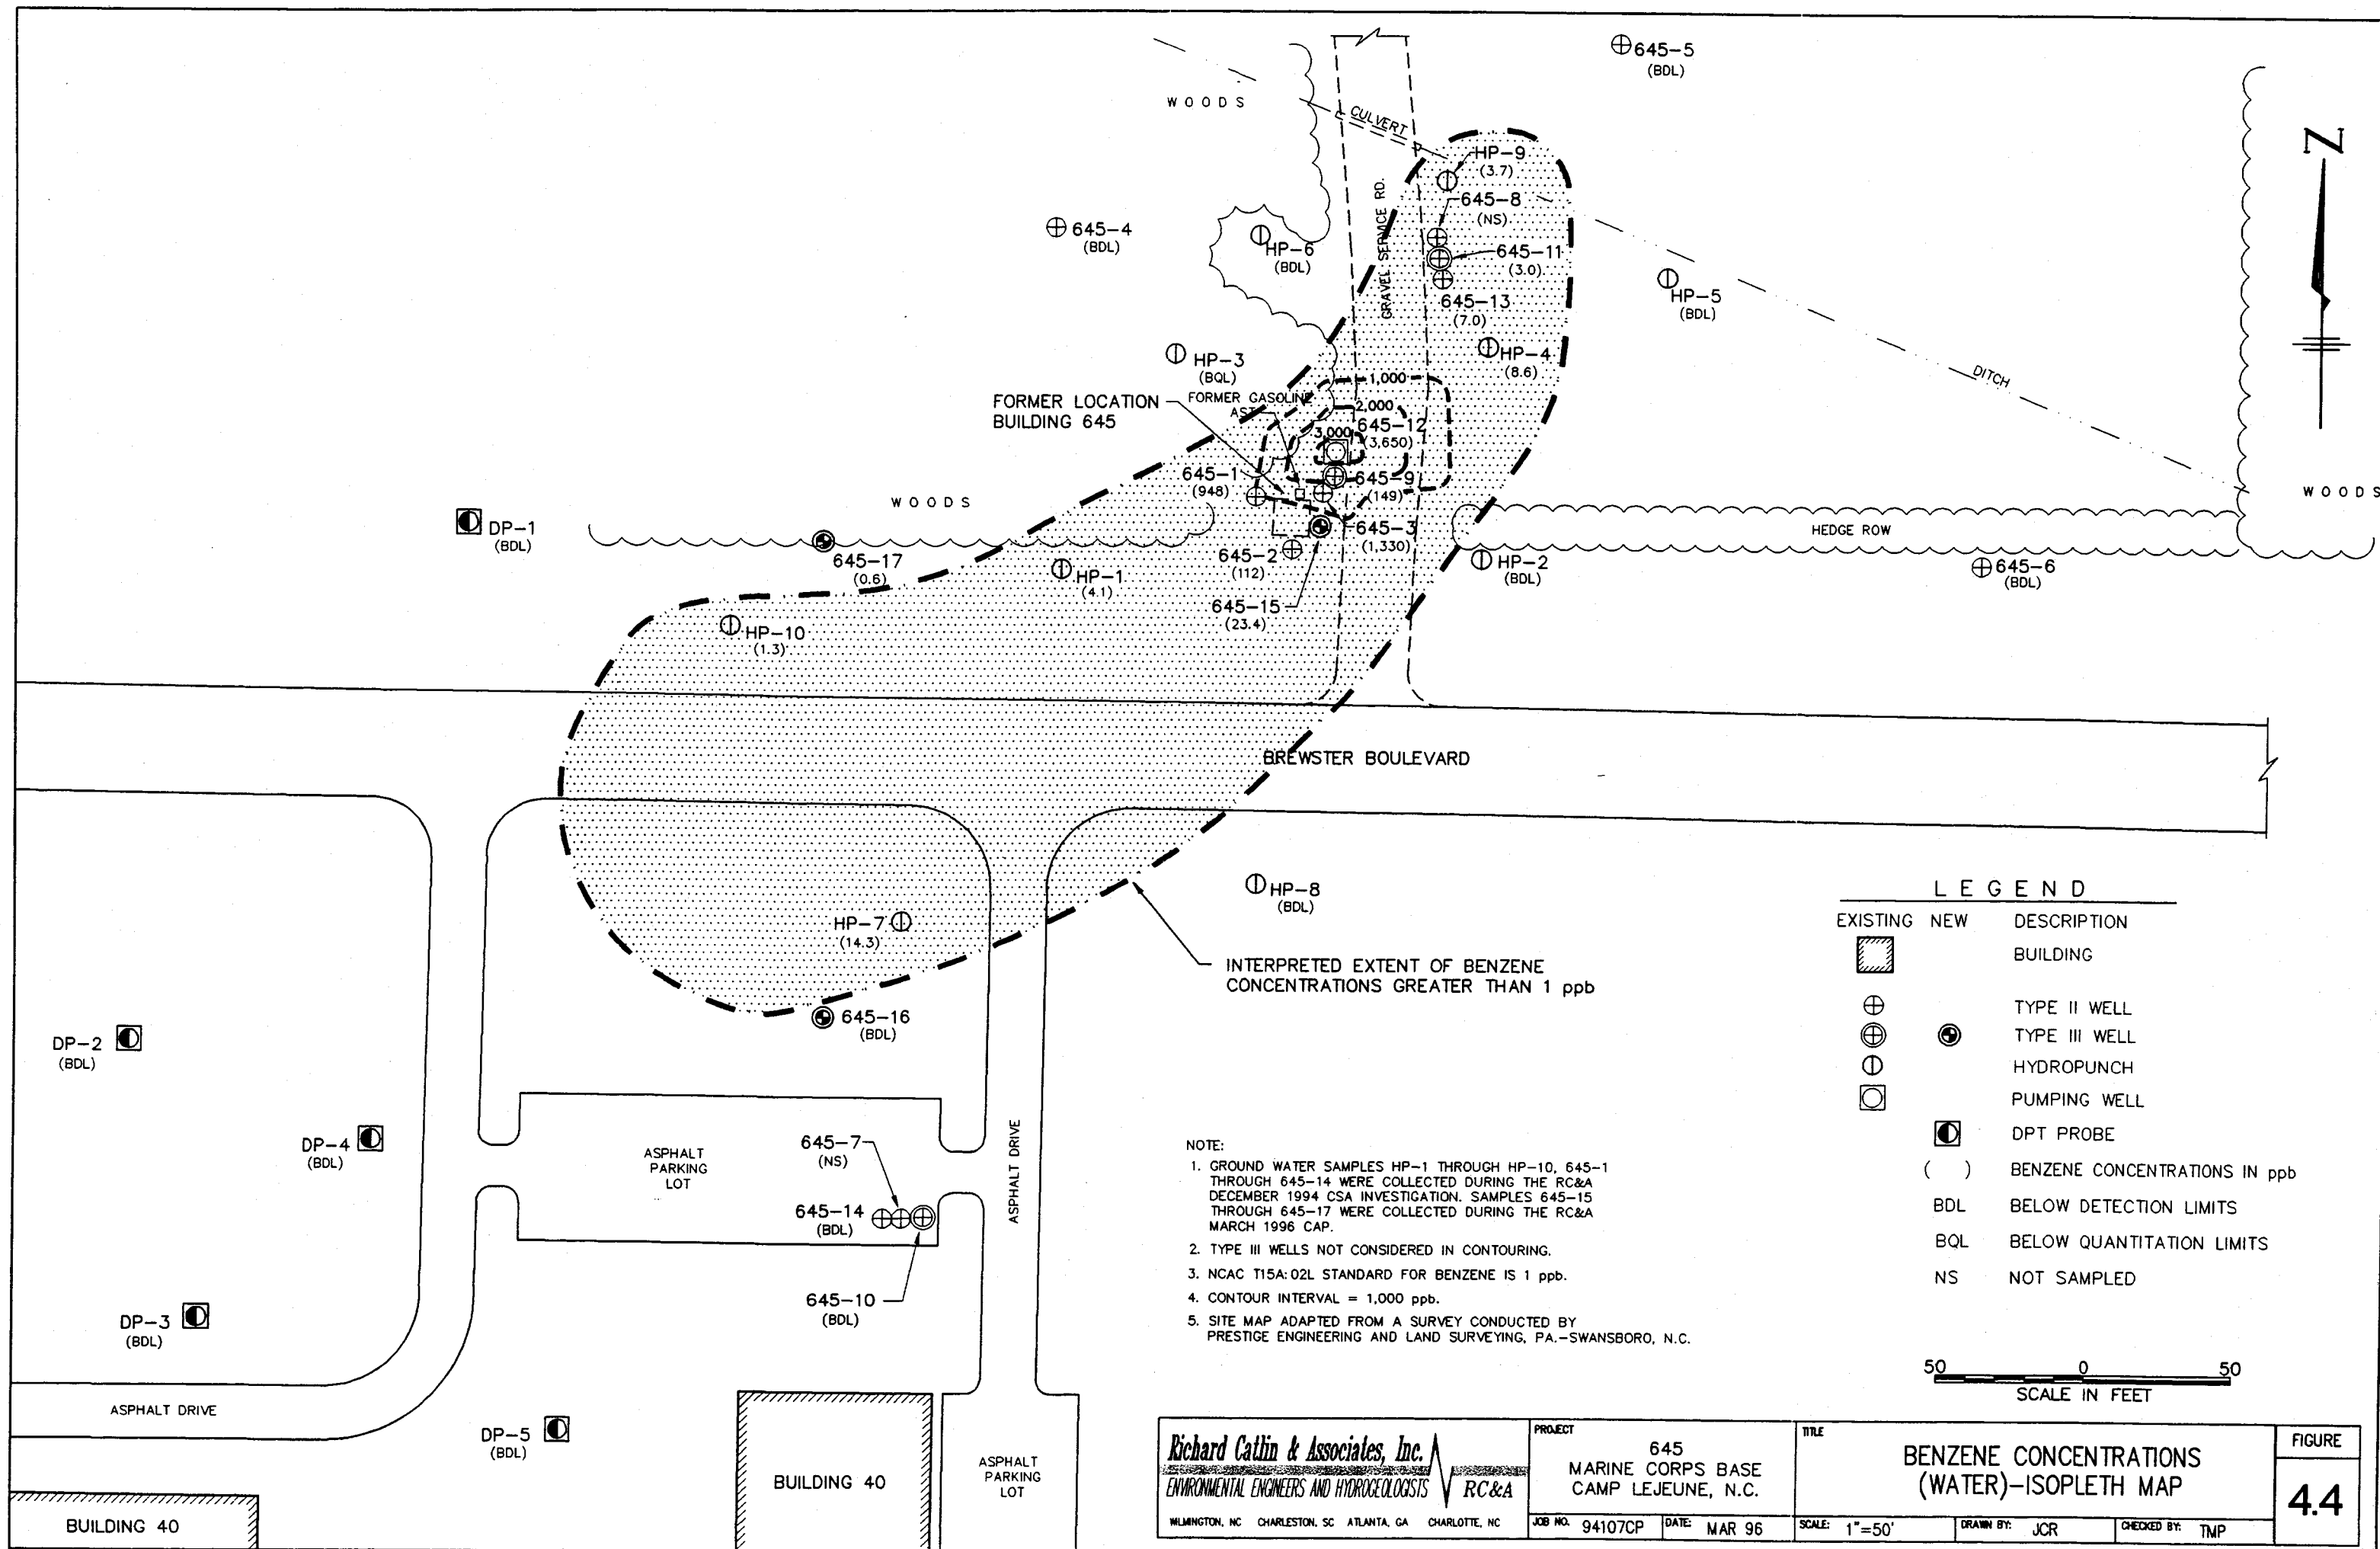 645-5
(BDL)
WOODS
CULVERT
N
HP-9
(3.7)
645-8
(NS)
GRAVEL SERVICE RD.
645-4
(BDL)
HP-6
(BDL)
645-11
(3.0)
HP-5
(BDL)
645-13
(7.0)
HP-3
(BQL)
HP-4
(8.6)
DITCH
1,000
FORMER LOCATION
BUILDING 645
FORMER GASOLINE
AST
2,000
3,000
645-12
(3,650)
645-1
(948)
645-9
(149)
WOODS
WOODS
DP-1
(BDL)
645-3
(1,330)
HEDGE ROW
645-17
(0.6)
645-2
(112)
HP-1
(4.1)
HP-2
(BDL)
645-6
(BDL)
645-15
(23.4)
HP-10
(1.3)
BREWSTER BOULEVARD
HP-8
(BDL)
HP-7
(14.3)
INTERPRETED EXTENT OF BENZENE
CONCENTRATIONS GREATER THAN 1 ppb
645-16
(BDL)
DP-2
(BDL)
DP-4
(BDL)
ASPHALT
PARKING
LOT
645-7
(NS)
645-14
(BDL)
645-10
(BDL)
ASPHALT DRIVE
DP-3
(BDL)
ASPHALT DRIVE
DP-5
(BDL)
BUILDING 40
BUILDING 40
ASPHALT
PARKING
LOT
LEGEND
EXISTING NEW DESCRIPTION
BUILDING
TYPE II WELL
TYPE III WELL
HYDROPUNCH
PUMPING WELL
DPT PROBE
( ) BENZENE CONCENTRATIONS IN ppb
BDL BELOW DETECTION LIMITS
BQL BELOW QUANTITATION LIMITS
NS NOT SAMPLED
NOTE:
1. GROUND WATER SAMPLES HP-1 THROUGH HP-10, 645-1
THROUGH 645-14 WERE COLLECTED DURING THE RC&A
DECEMBER 1994 CSA INVESTIGATION. SAMPLES 645-15
THROUGH 645-17 WERE COLLECTED DURING THE RC&A
MARCH 1996 CAP.
2. TYPE III WELLS NOT CONSIDERED IN CONTOURING.
3. NCAC T15A:02L STANDARD FOR BENZENE IS 1 ppb.
4. CONTOUR INTERVAL = 1,000 ppb.
5. SITE MAP ADAPTED FROM A SURVEY CONDUCTED BY
PRESTIGE ENGINEERING AND LAND SURVEYING, PA.-SWANSBORO, N.C.
50 0 50
SCALE IN FEET
Richard Catlin & Associates, Inc.
ENVIRONMENTAL ENGINEERS AND HYDROGEOLOGISTS
RC&A
WILMINGTON, NC CHARLESTON, SC ATLANTA, GA CHARLOTTE, NC
PROJECT
645
MARINE CORPS BASE
CAMP LEJEUNE, N.C.
JOB NO. 94107CP
DATE: MAR 96
TITLE
BENZENE CONCENTRATIONS
(WATER)-ISOPLETH MAP
SCALE: 1"=50'
DRAWN BY: JCR
CHECKED BY: TMP
FIGURE
4.4